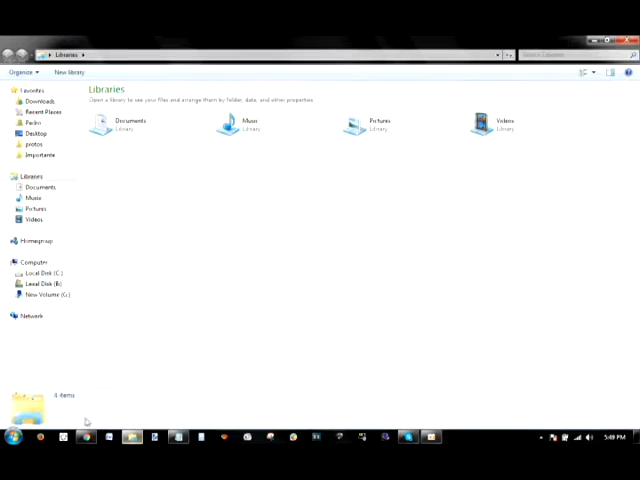 Libraries
Search Libraries
Organize
New library
Favorites
Downloads
Recent Places
Pedro
Desktop
protos
Importante
Libraries
Documents
Music
Pictures
Videos
Homegroup
Computer
Local Disk (C:)
Local Disk (E:)
New Volume (G:)
Network
Libraries
Open a library to see your files and arrange them by folder, date, and other properties
Documents
Library
Music
Library
Pictures
Library
Videos
Library
4 items
5:49 PM